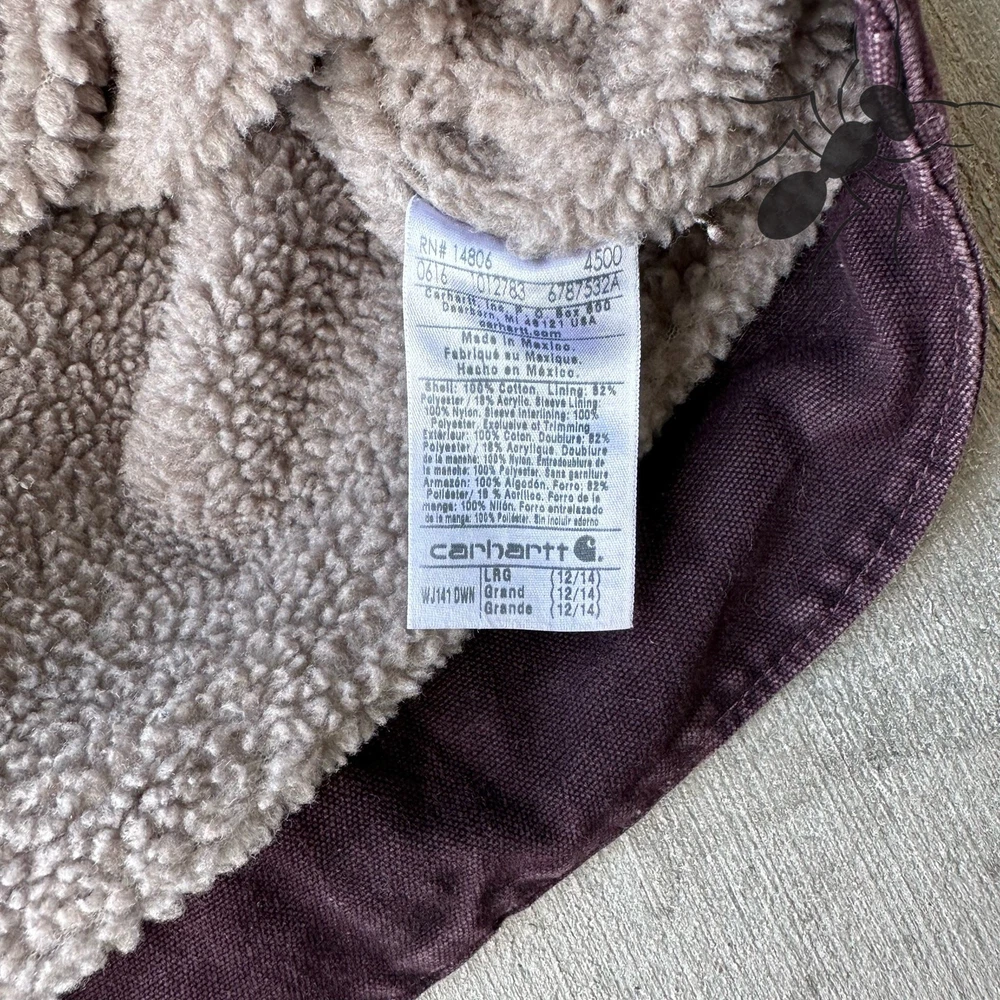 RN# 14806 4500
0616 1012783 6787532A
Carhartt, Inc. P.O. Box 600
Dearborn, MI 48121 USA
carhartt.com
Made in Mexico.
Fabriqué au Mexique.
Hecho en México.
Shell: 100% Cotton. Lining: 82%
Polyester / 18% Acrylic. Sleeve Lining:
100% Nylon. Sleeve Interlining: 100%
Polyester, Exclusive of Trimming
Extérieur: 100% Coton. Doublure: 82%
Polyester / 18% Acrylique. Doublure
de la manche: 100% Nylon. Entredoublure de
la manche: 100% Polyester. Sans garniture
Armazón: 100% Algodón. Forro: 82%
Poliéster/ 18 % Acrílico. Forro de la
manga: 100% Nilón. Forro entrelazado
de la manga: 100% Poliéster. Sin incluir adorno
carhartt
WJ141 DWN
LRG (12/14)
Grand (12/14)
Grande (12/14)